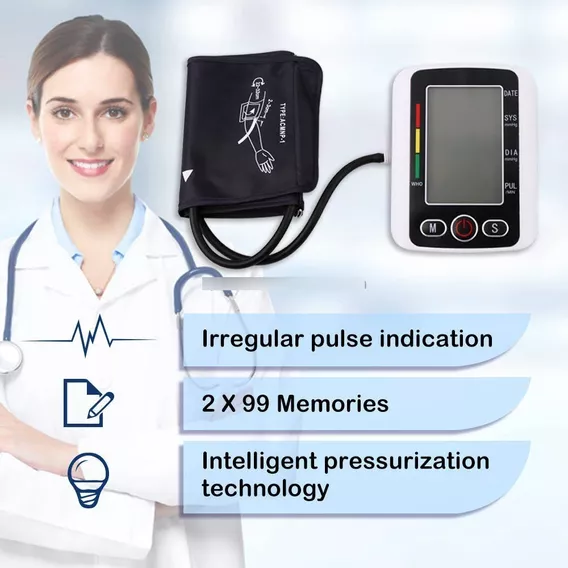 TYPE:ACMNP-1
DATE
SYS
mmHg
DIA
mmHg
PUL
/MIN
WHO
M
S
Irregular pulse indication
2 X 99 Memories
Intelligent pressurization
technology